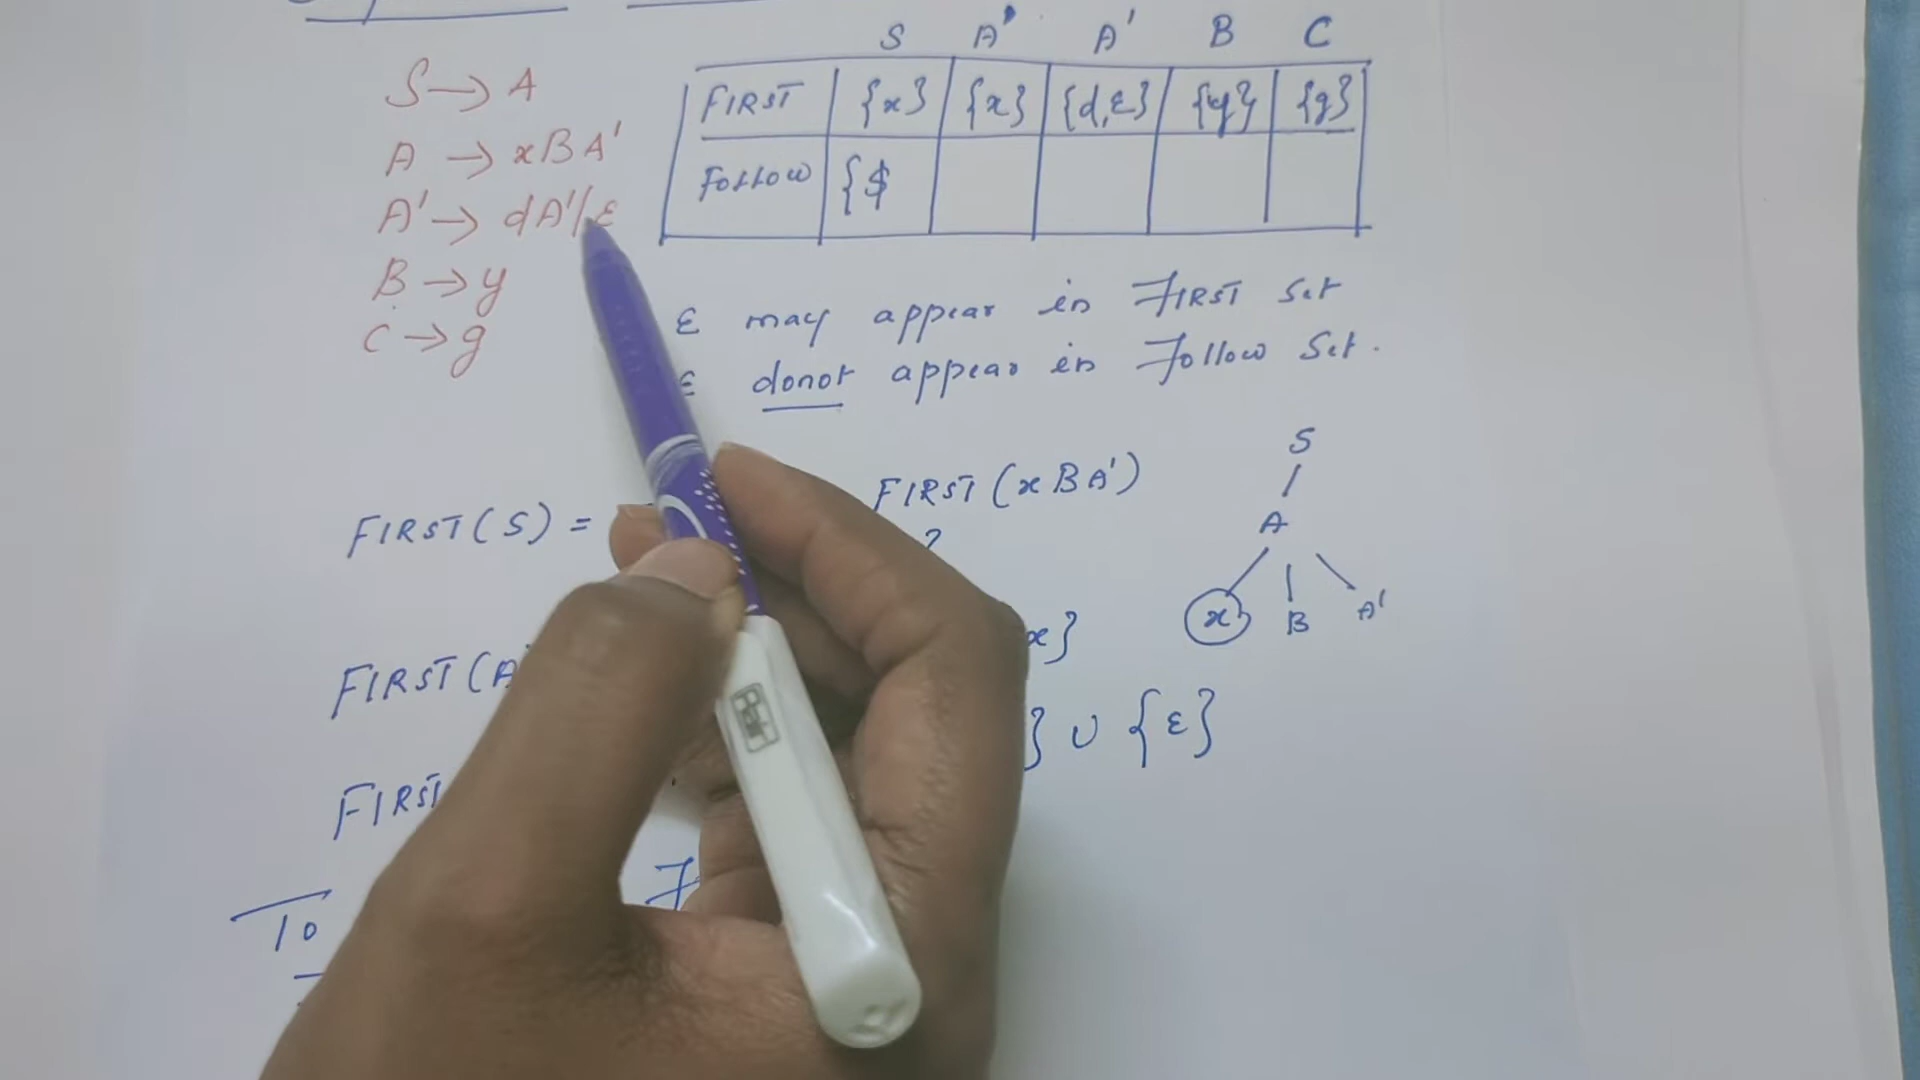 S → A
A → xBA'
A' → dA'/ε
B → y
C → g
S A' A' B C
FIRST {x} {x} {d,ε} {y} {g}
Follow {$
ε may appear in FIRST Set
ε donot appear in Follow Set.
FIRST(S) = FIRST(xBA')
S
A
x B A'
FIRST(A x}
} ∪ {ε}
FIRST
To